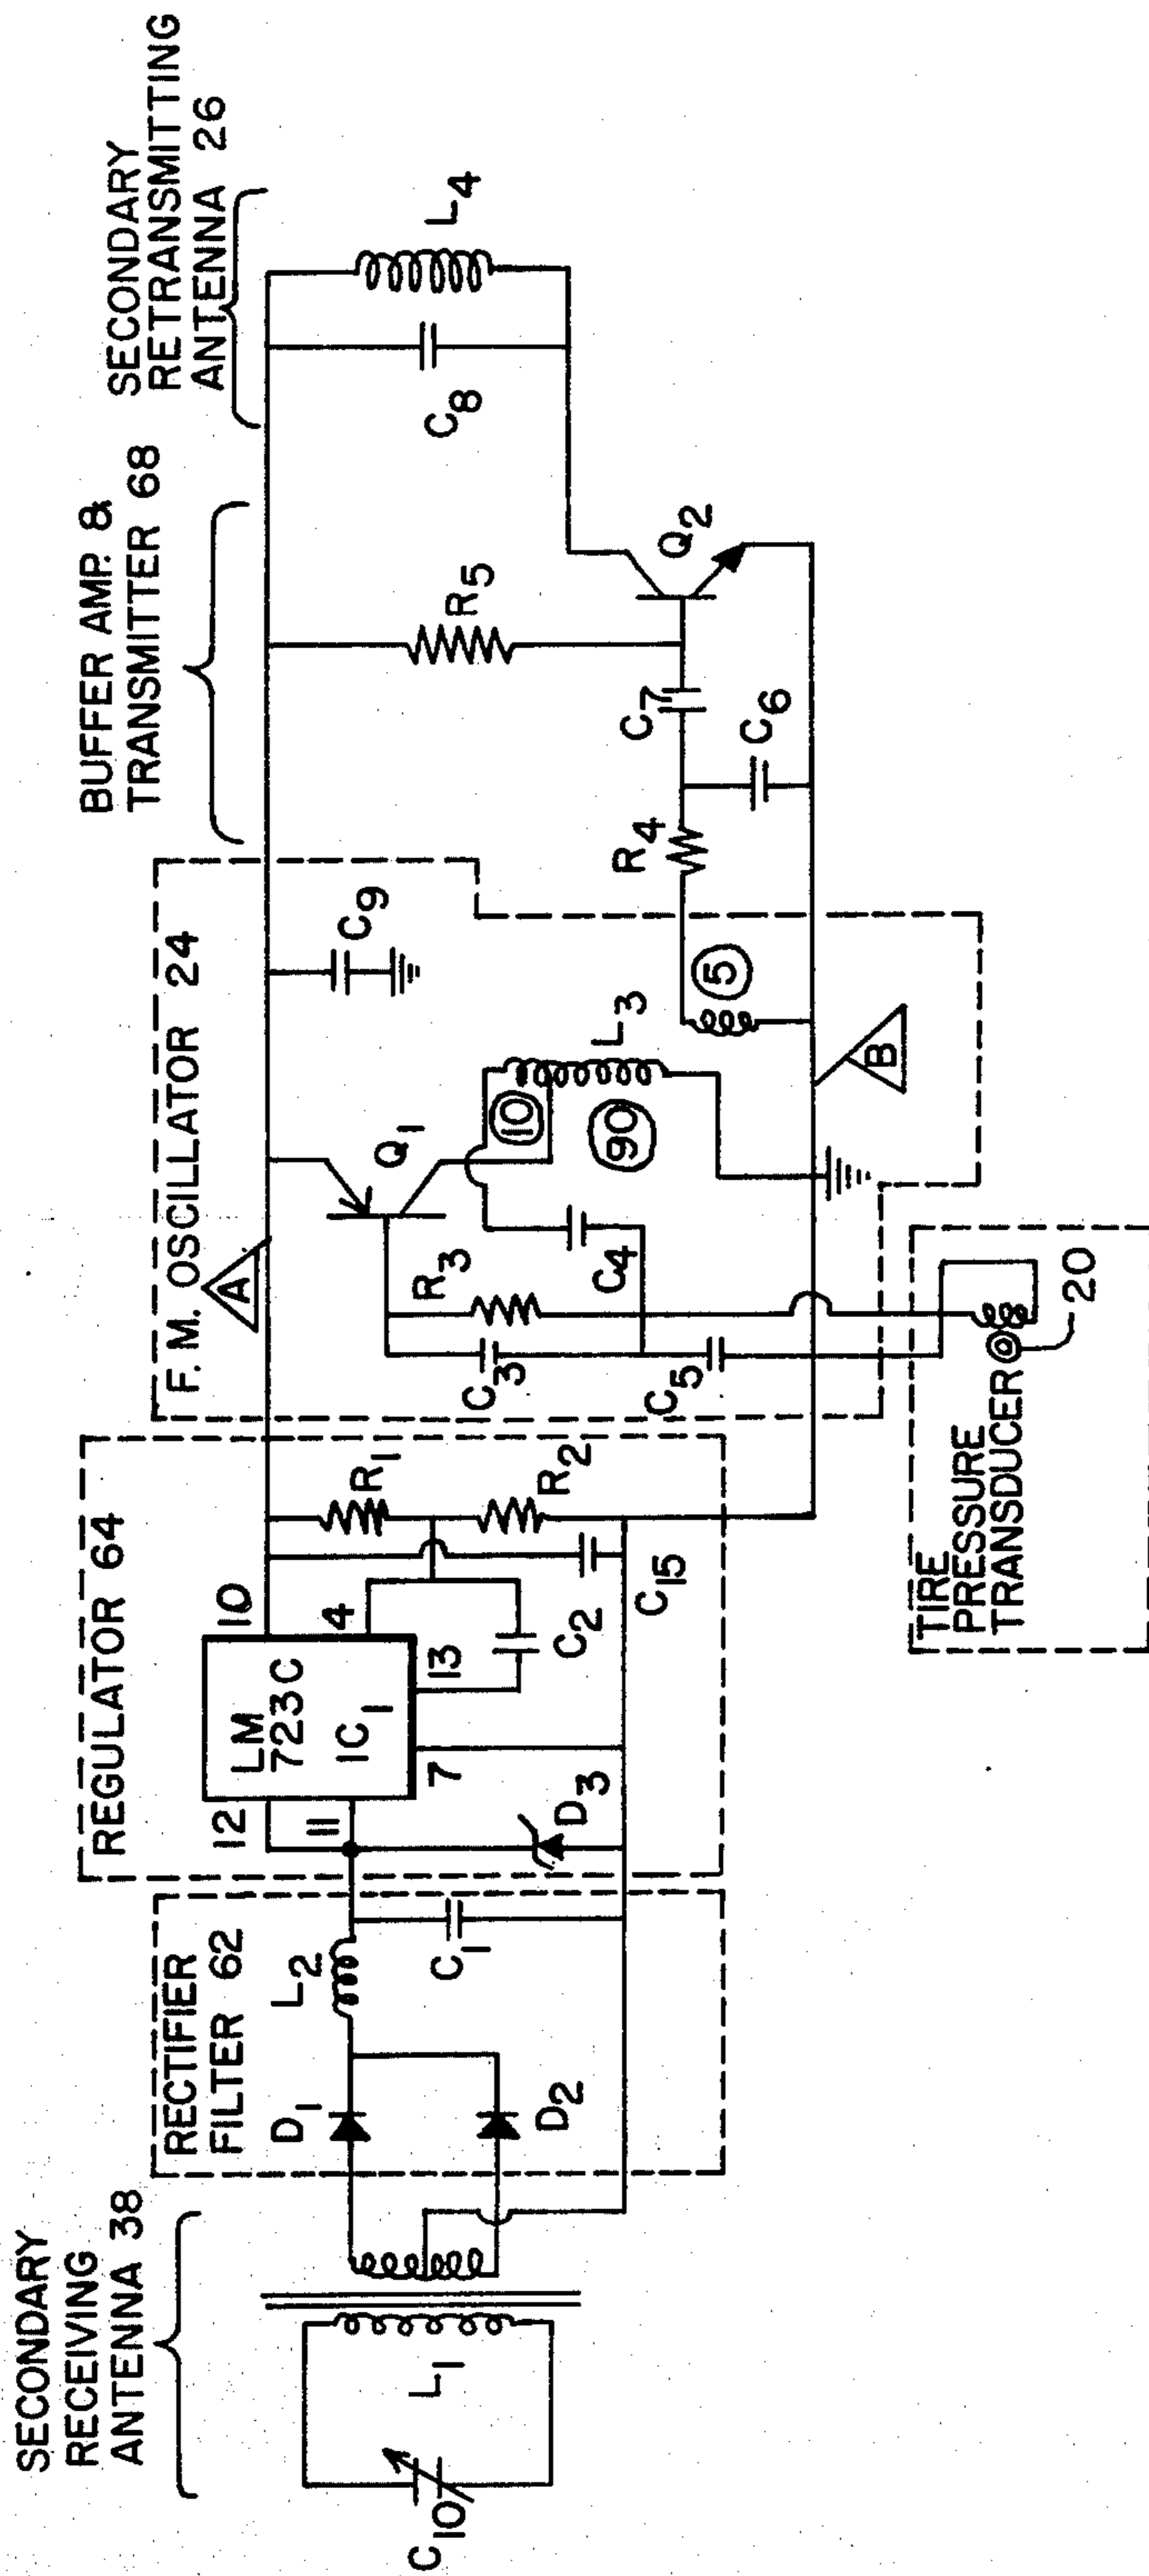 SECONDARY
RECEIVING
ANTENNA 38
C10
L1
RECTIFIER
FILTER 62
D1
D2
L2
C1
REGULATOR 64
12
11
LM
723C
IC1
10
4
13
7
D3
C2
C15
R1
R2
F. M. OSCILLATOR 24
A
R3
C3
C4
C5
Q1
10
90
L3
C9
5
B
TIRE
PRESSURE
TRANSDUCER
20
BUFFER AMP. &
TRANSMITTER 68
R4
C7
C6
R5
Q2
SECONDARY
RETRANSMITTING
ANTENNA 26
C8
L4